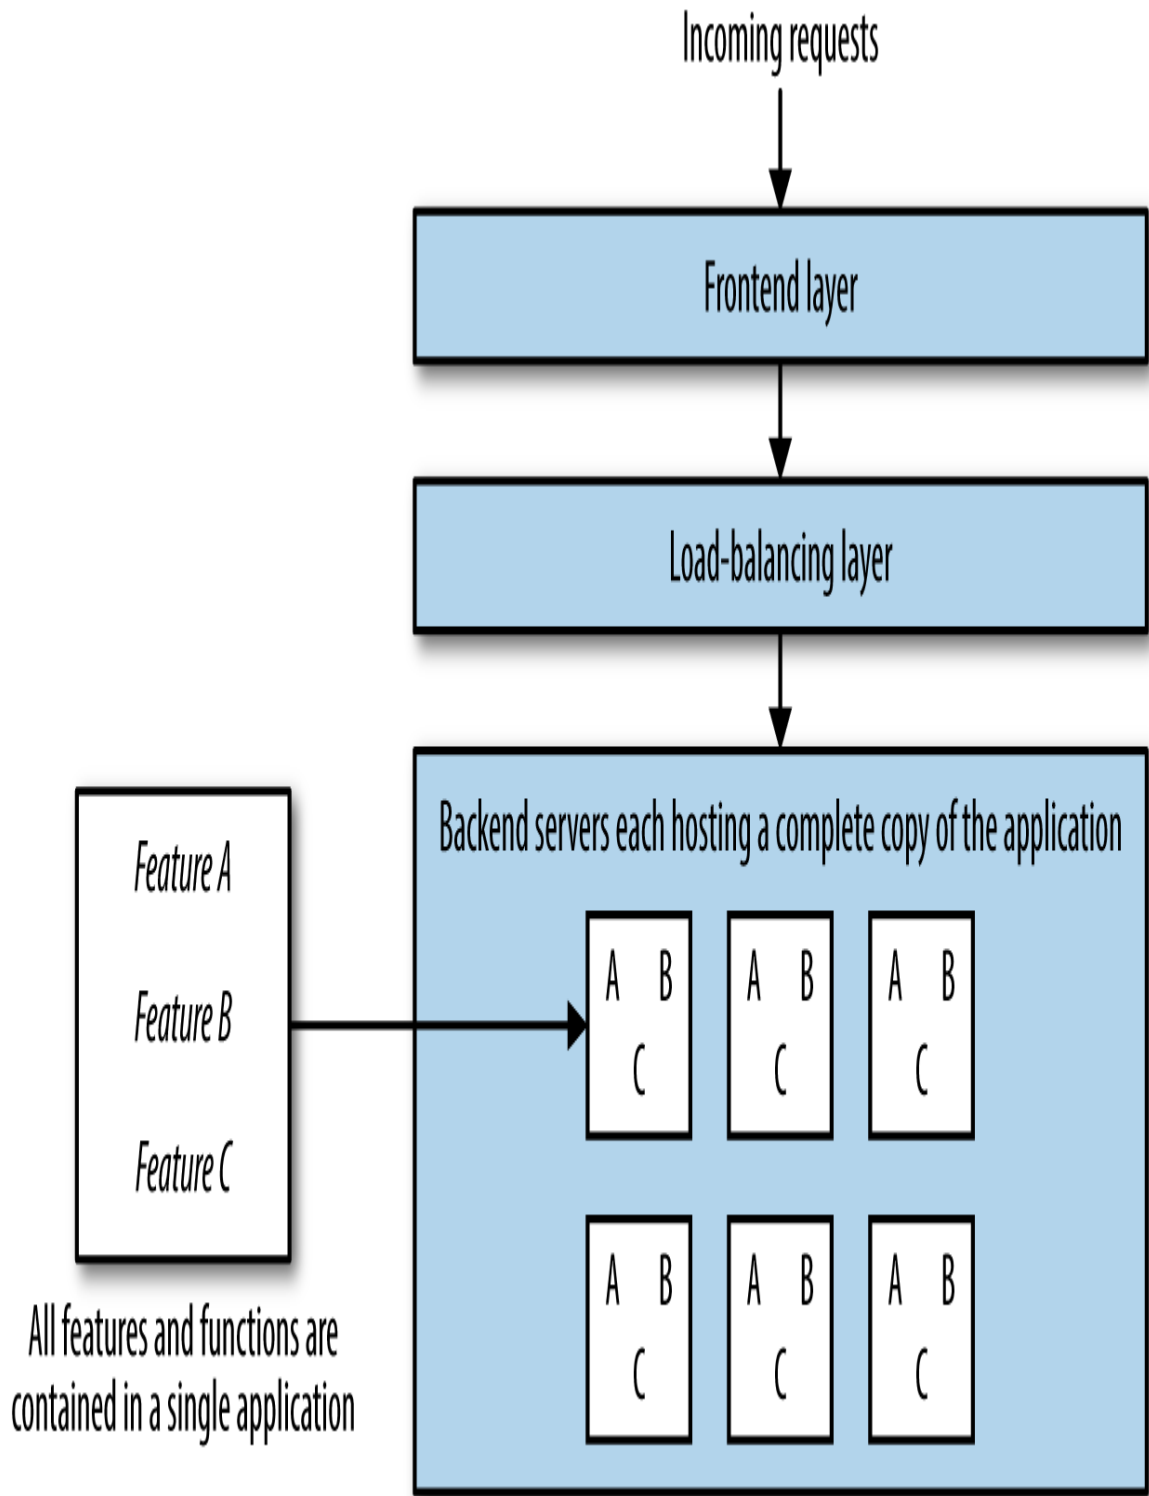 Incoming requests
Frontend layer
Load-balancing layer
Backend servers each hosting a complete copy of the application
Feature A
Feature B
Feature C
All features and functions are
contained in a single application
A B
C
A B
C
A B
C
A B
C
A B
C
A B
C